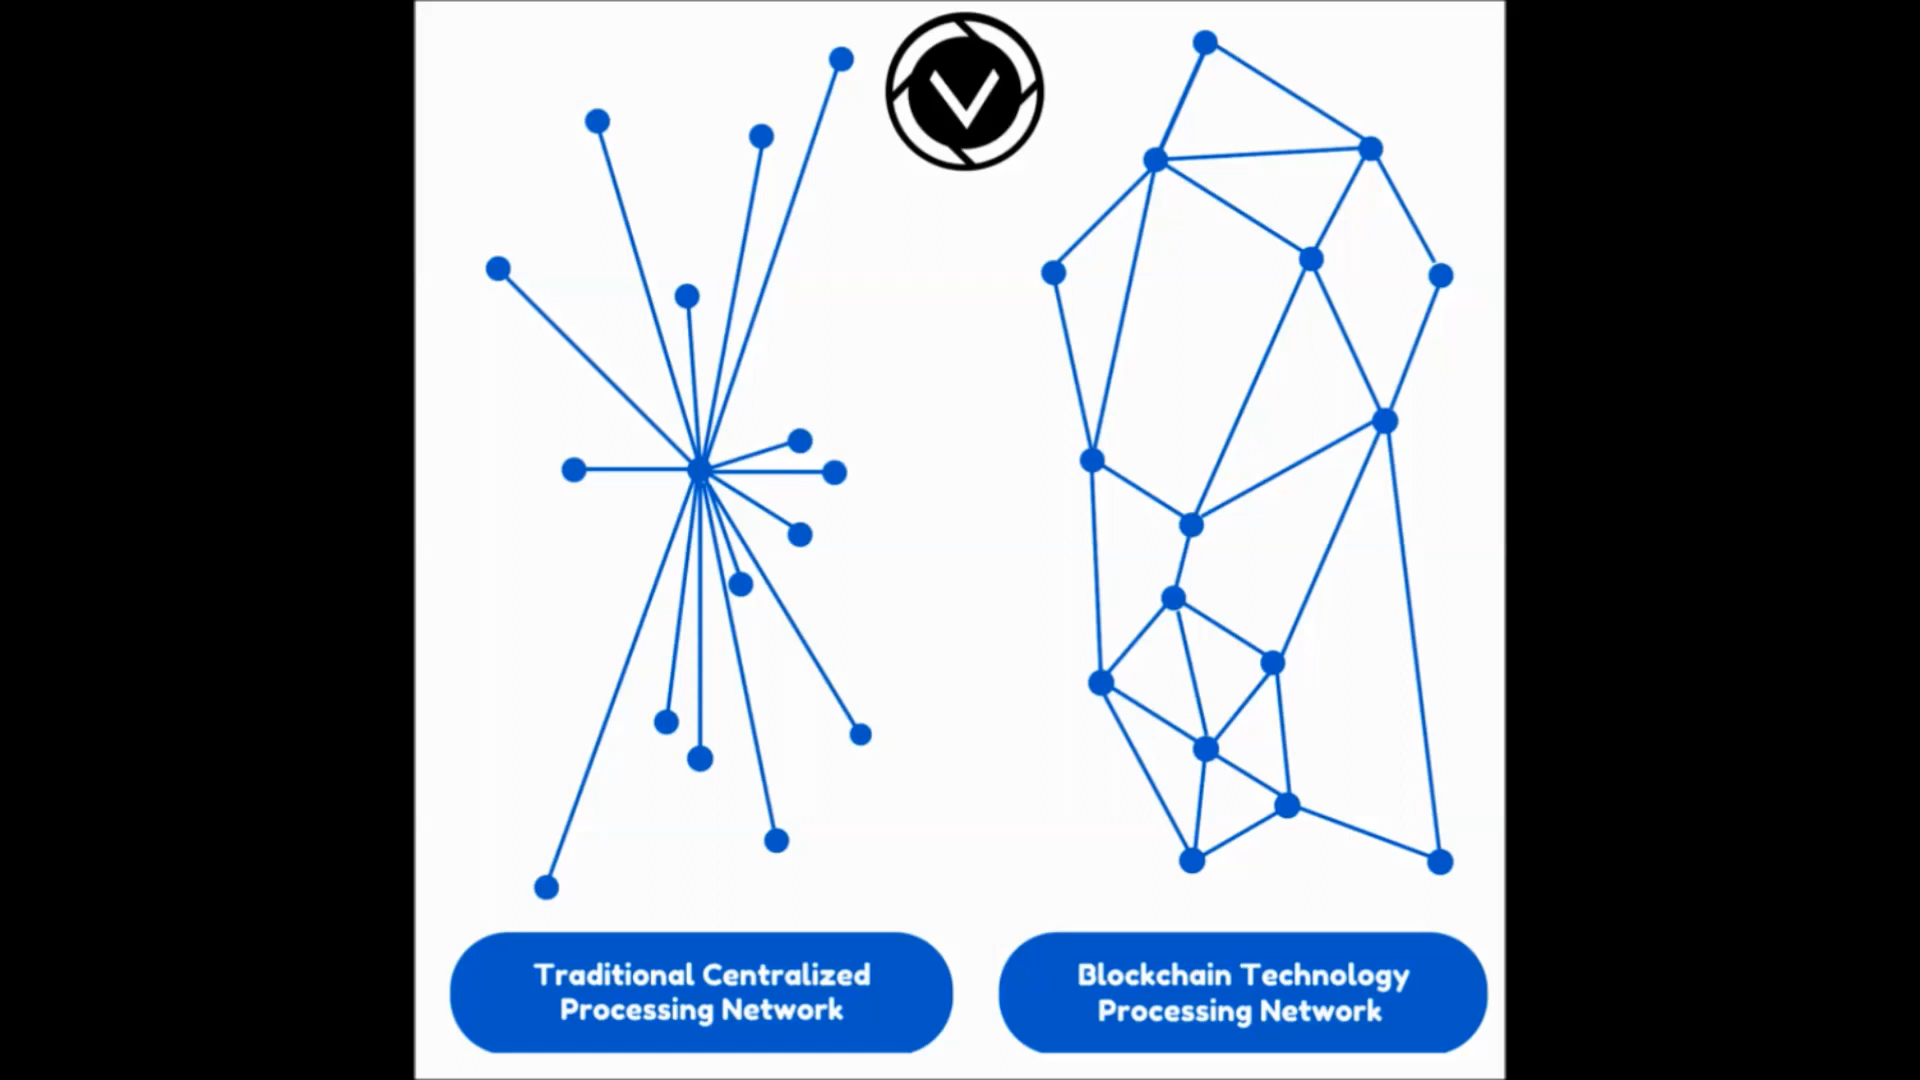 Traditional Centralized
Processing Network
Blockchain Technology
Processing Network